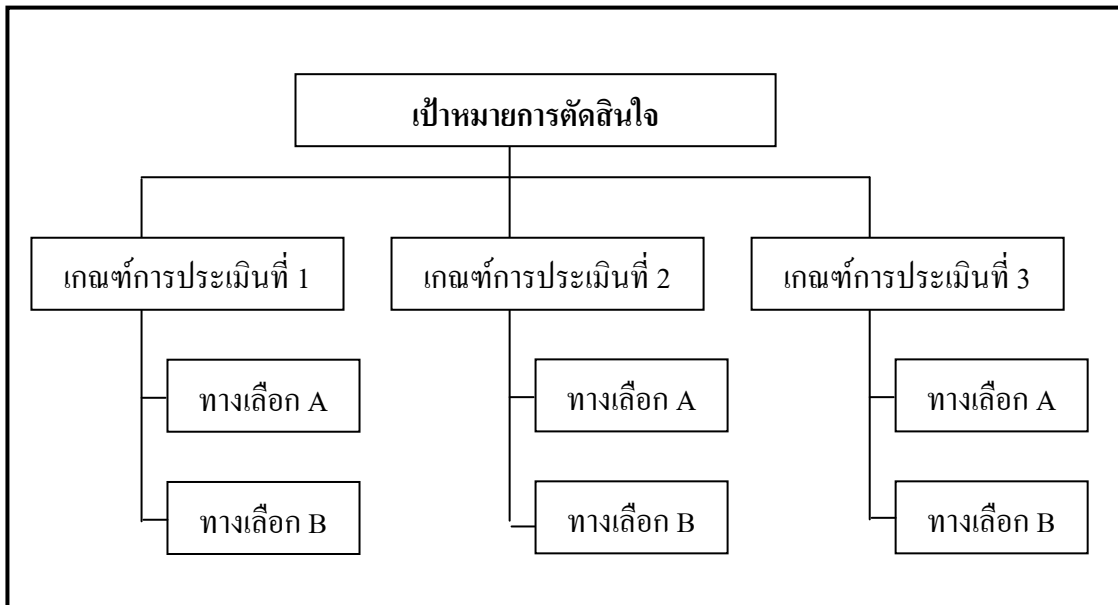 เป้าหมายการตัดสินใจ
เกณฑ์การประเมินที่ 1
เกณฑ์การประเมินที่ 2
เกณฑ์การประเมินที่ 3
ทางเลือก A
ทางเลือก A
ทางเลือก A
ทางเลือก B
ทางเลือก B
ทางเลือก B